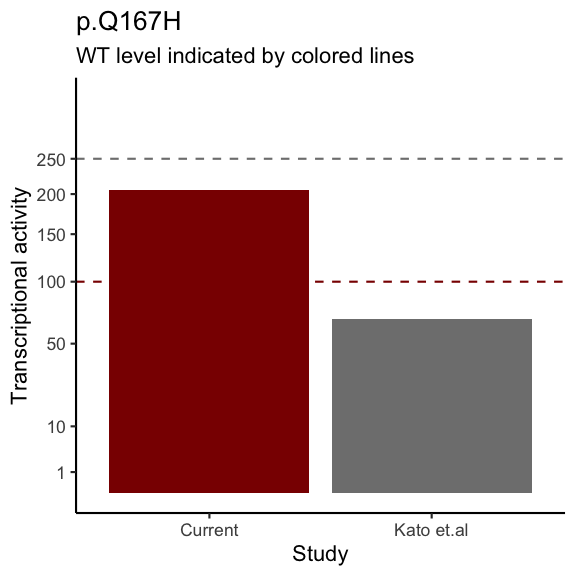 p.Q167H
WT level indicated by colored lines
Transcriptional activity
250
200
150
100
50
10
1
Current
Kato et.al
Study